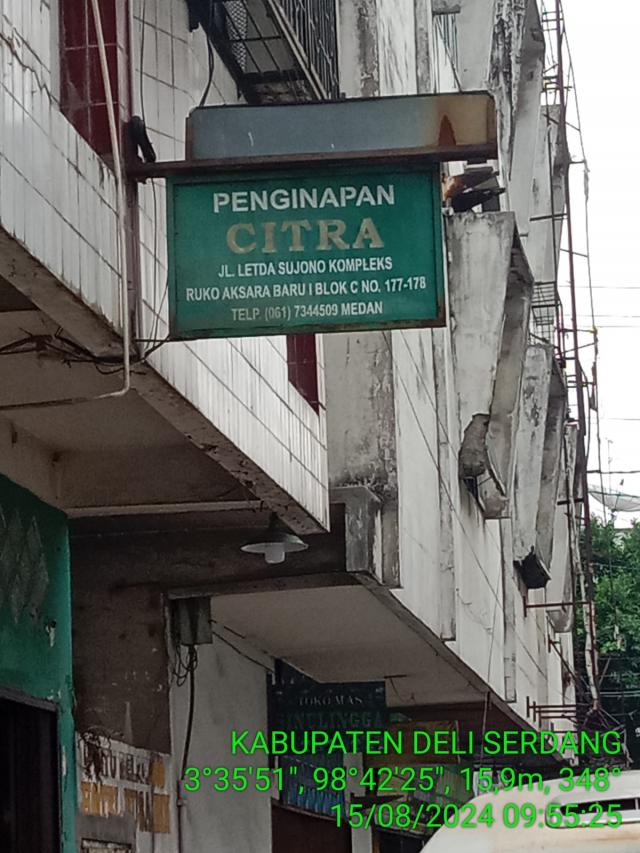 PENGINAPAN
CITRA
JL. LETDA SUJONO KOMPLEKS
RUKO AKSARA BARU I BLOK C NO. 177-178
TELP. (061) 7344509 MEDAN
TOKO MAS
KABUPATEN DELI SERDANG
3°35'51", 98°42'25", 15,9m, 348°
15/08/2024 09:55:25